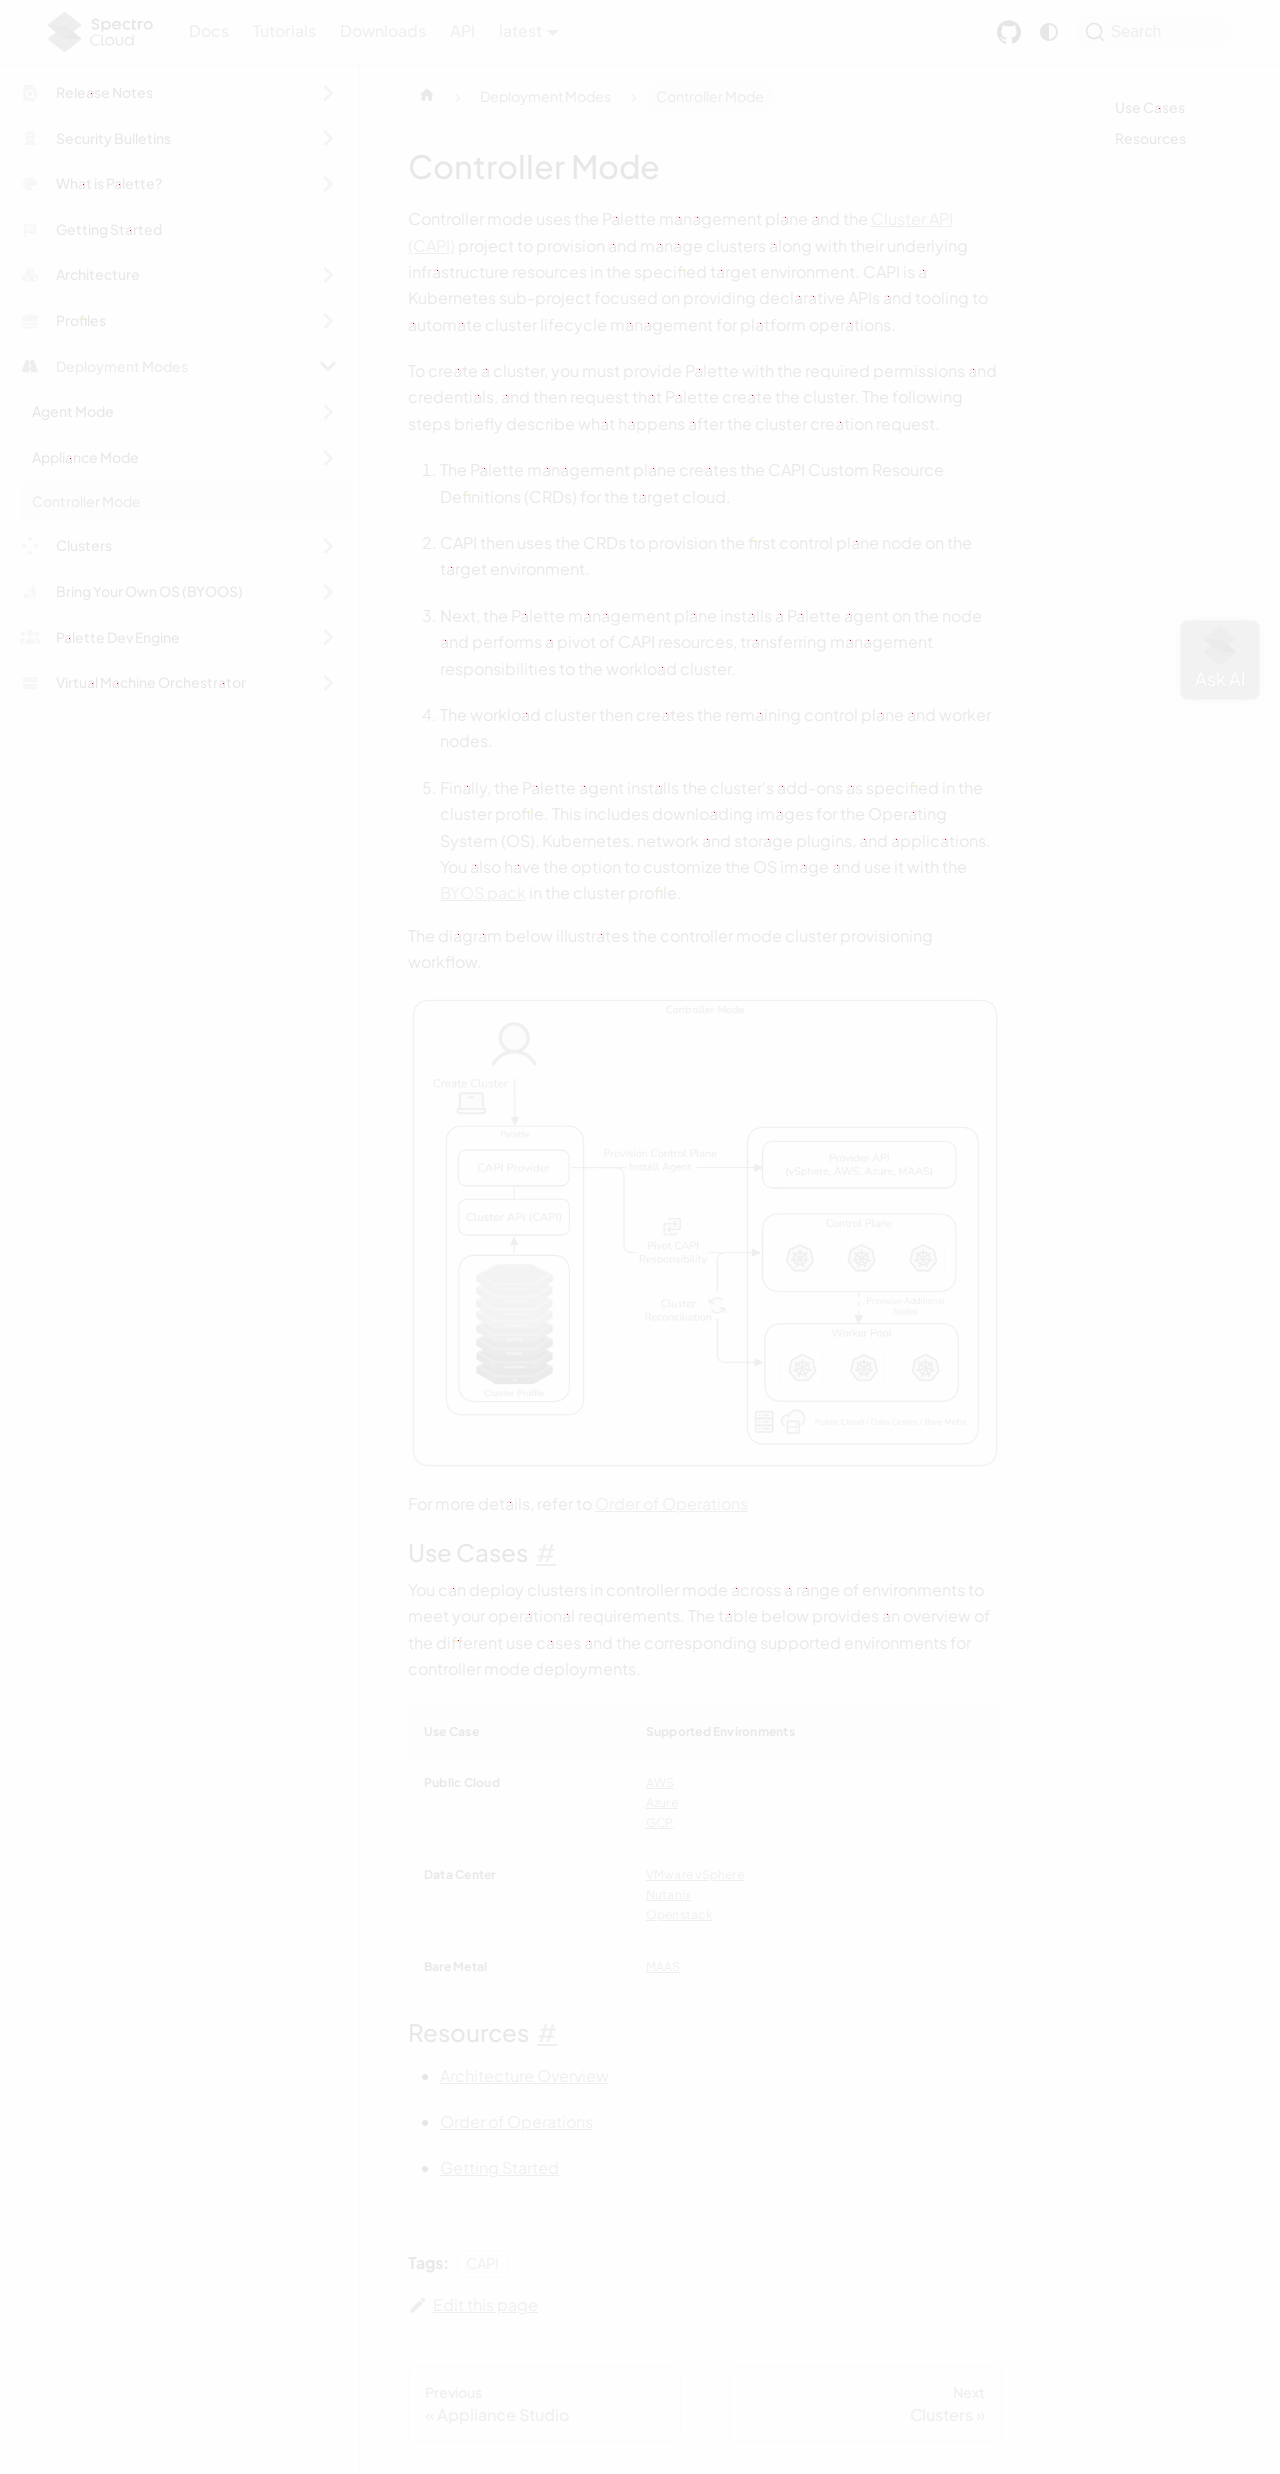 Spectro
Cloud
Docs
Tutorials
Downloads
API
latest
Search
Release Notes
Security Bulletins
What is Palette?
Getting Started
Architecture
Profiles
Deployment Modes
Agent Mode
Appliance Mode
Controller Mode
Clusters
Bring Your Own OS (BYOOS)
Palette Dev Engine
Virtual Machine Orchestrator
Deployment Modes
Controller Mode
Controller Mode
Controller mode uses the Palette management plane and the Cluster API
(CAPI) project to provision and manage clusters along with their underlying
infrastructure resources in the specified target environment. CAPI is a
Kubernetes sub-project focused on providing declarative APIs and tooling to
automate cluster lifecycle management for platform operations.
To create a cluster, you must provide Palette with the required permissions and
credentials, and then request that Palette create the cluster. The following
steps briefly describe what happens after the cluster creation request.
1. The Palette management plane creates the CAPI Custom Resource
Definitions (CRDs) for the target cloud.
2. CAPI then uses the CRDs to provision the first control plane node on the
target environment.
3. Next, the Palette management plane installs a Palette agent on the node
and performs a pivot of CAPI resources, transferring management
responsibilities to the workload cluster.
4. The workload cluster then creates the remaining control plane and worker
nodes.
5. Finally, the Palette agent installs the cluster's add-ons as specified in the
cluster profile. This includes downloading images for the Operating
System (OS), Kubernetes, network and storage plugins, and applications.
You also have the option to customize the OS image and use it with the
BYOS pack in the cluster profile.
The diagram below illustrates the controller mode cluster provisioning
workflow.
Controller Mode
Create Cluster
Palette
CAPI Provider
Cluster API (CAPI)
Cluster Profile
Provision Control Plane
Install Agent
Pivot CAPI
Responsibility
Cluster
Reconciliation
Provider API
(vSphere, AWS, Azure, MAAS)
Control Plane
Provision Additional
Nodes
Worker Pool
Public Cloud / Data Center / Bare Metal
For more details, refer to Order of Operations
Use Cases #
You can deploy clusters in controller mode across a range of environments to
meet your operational requirements. The table below provides an overview of
the different use cases and the corresponding supported environments for
controller mode deployments.
Use Case
Supported Environments
Public Cloud
AWS
Azure
GCP
Data Center
VMware vSphere
Nutanix
Openstack
Bare Metal
MAAS
Resources #
Architecture Overview
Order of Operations
Getting Started
Tags: CAPI
Edit this page
Previous
« Appliance Studio
Next
Clusters »
Use Cases
Resources
Ask AI